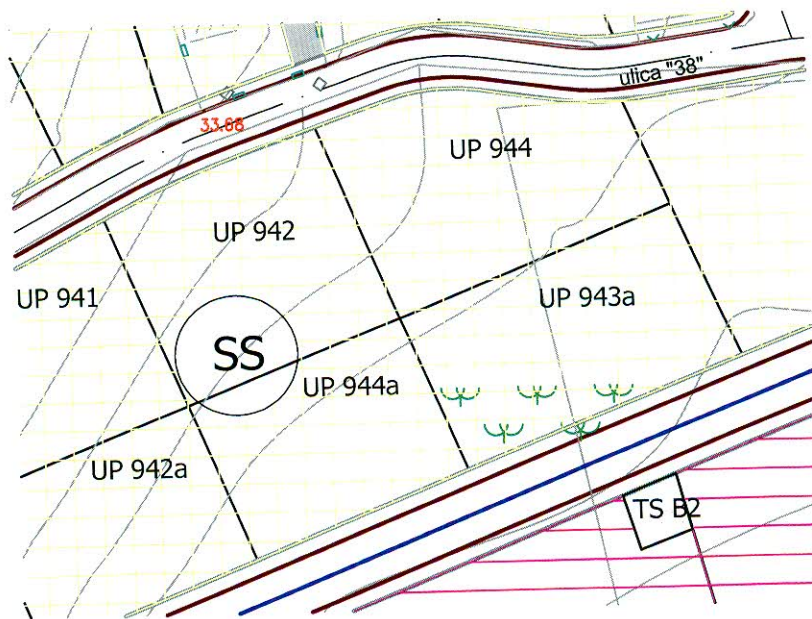 ulica "38"
33.88
UP 944
UP 942
UP 941
UP 943a
SS
UP 944a
UP 942a
TS B2